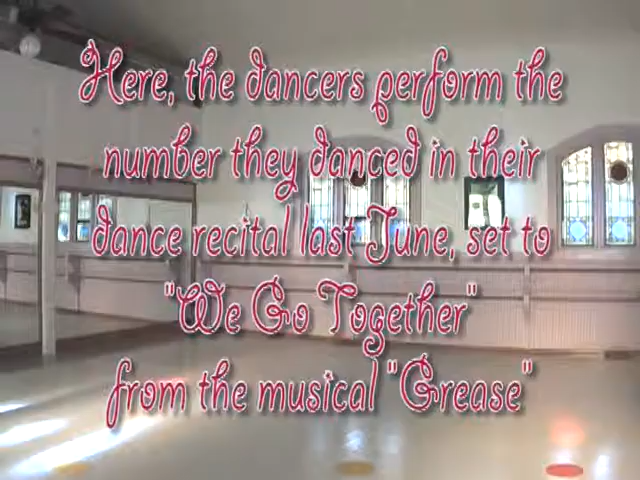 Here, the dancers perform the
number they danced in their
dance recital last June, set to
"We Go Together"
from the musical "Grease"